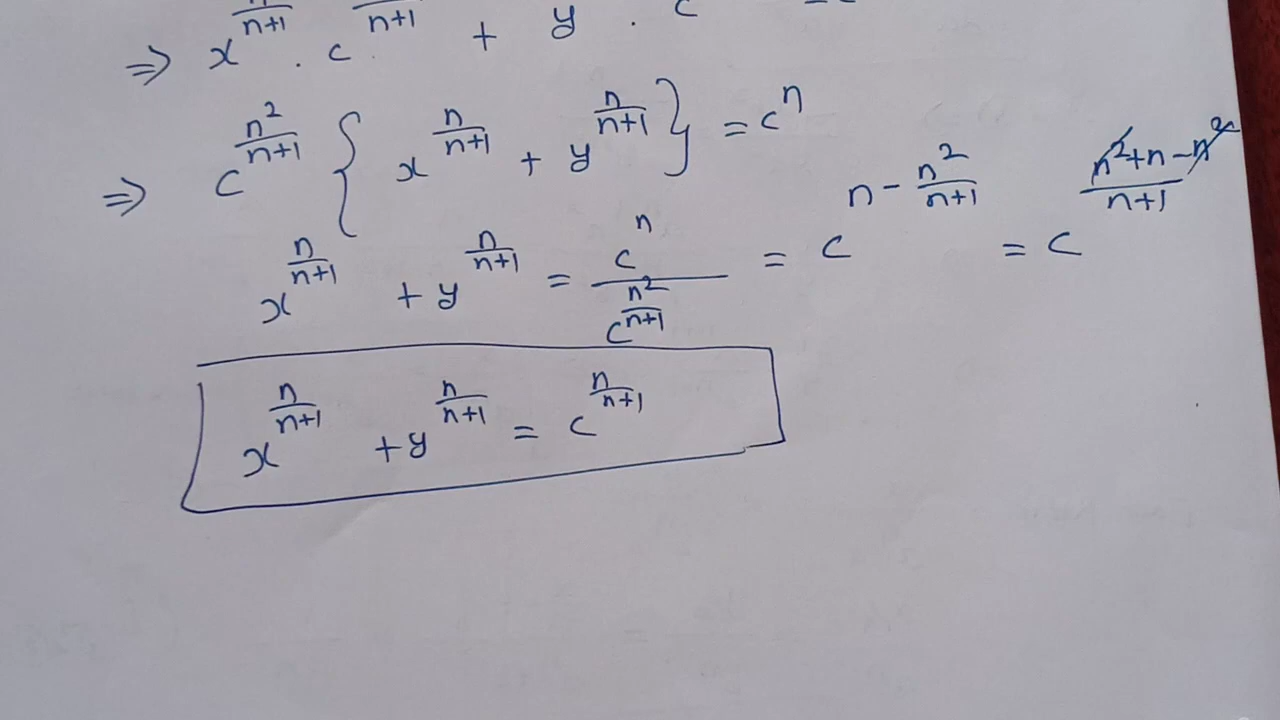 ⇒ x^(n/(n+1)) . c^(n/(n+1)) + y . c
⇒ c^(n²/(n+1)) { x^(n/(n+1)) + y^(n/(n+1)) } = c^n
x^(n/(n+1)) + y^(n/(n+1)) = c^n / c^(n²/(n+1)) = c^(n - n²/(n+1)) = c^((n²+n-n²)/(n+1))
x^(n/(n+1)) + y^(n/(n+1)) = c^(n/(n+1))